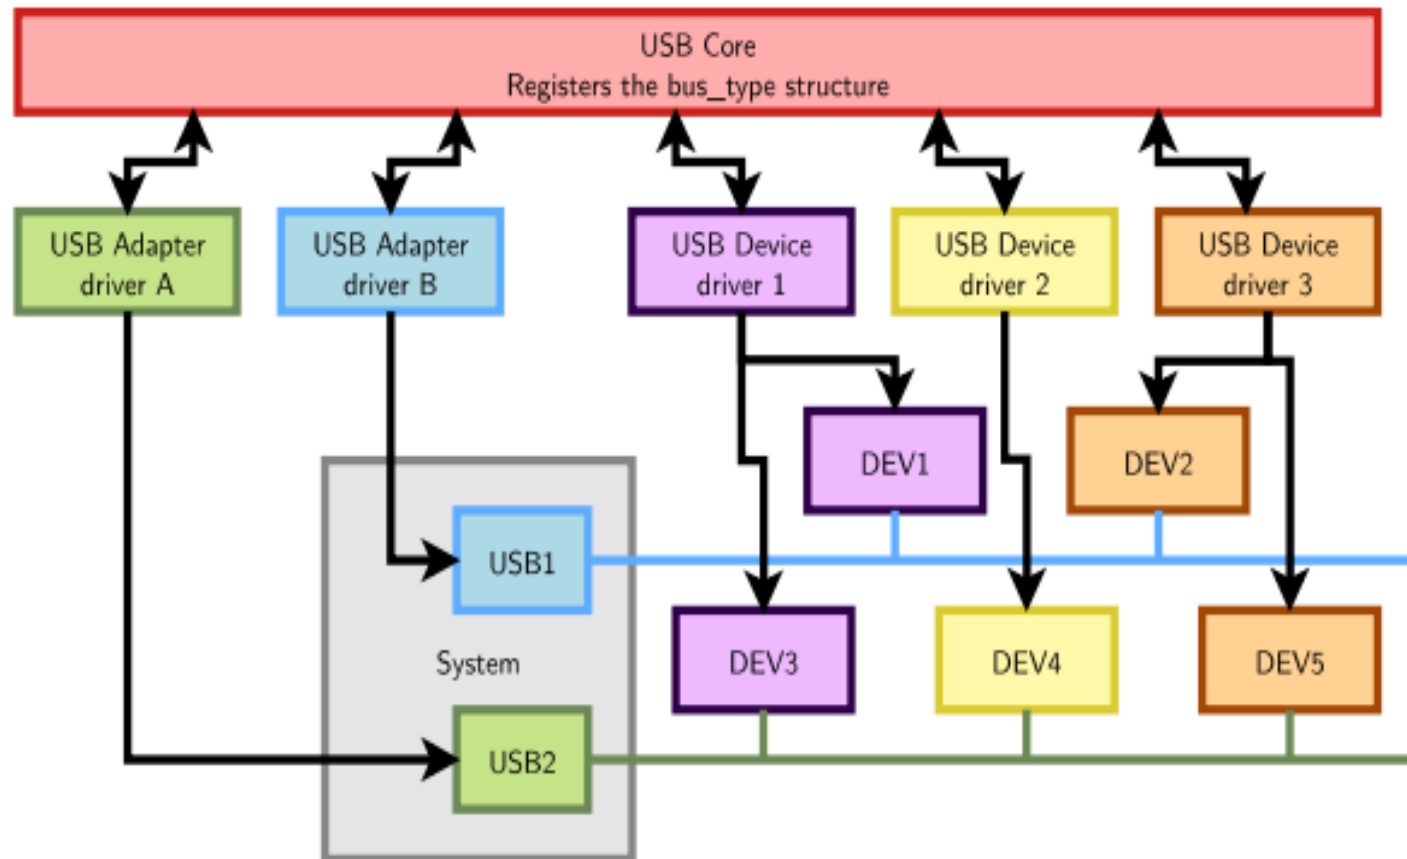 USB Core
Registers the bus_type structure
USB Adapter
driver A
USB Adapter
driver B
USB Device
driver 1
USB Device
driver 2
USB Device
driver 3
DEV1
DEV2
USB1
System
DEV3
DEV4
DEV5
USB2